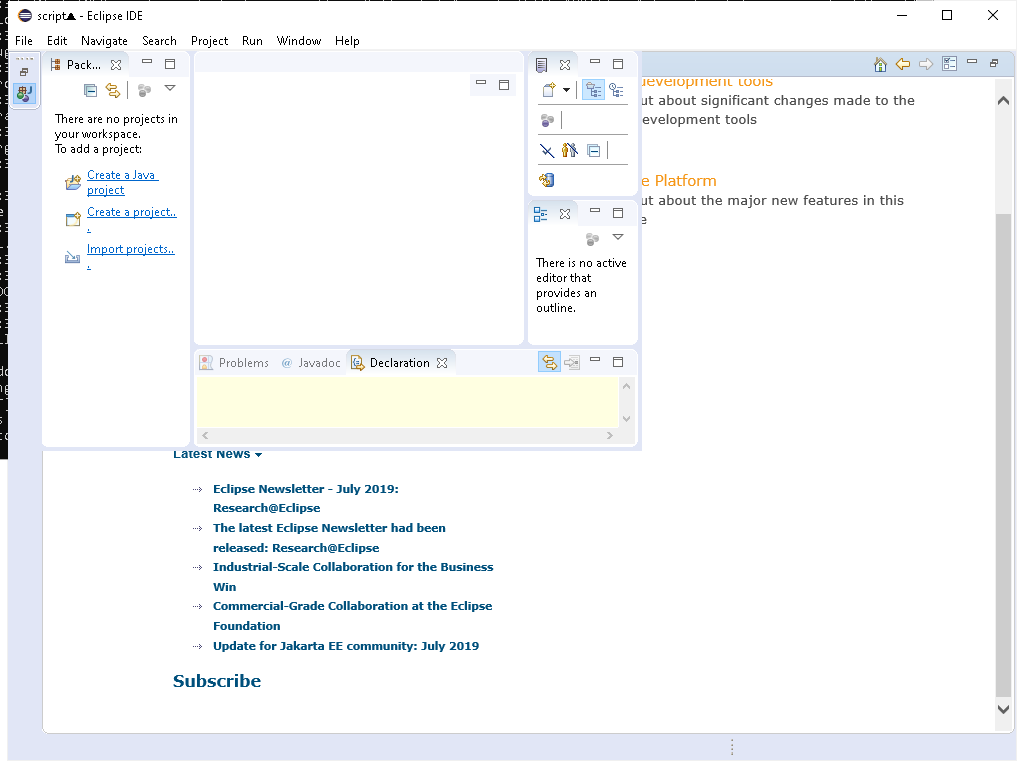 script▲ - Eclipse IDE
File Edit Navigate Search Project Run Window Help
Pack...
There are no projects in
your workspace.
To add a project:
Create a Java
project
Create a project..
.
Import projects..
.
There is no active
editor that
provides an
outline.
Problems @ Javadoc Declaration
development tools
ut about significant changes made to the
evelopment tools
e Platform
ut about the major new features in this
e
Latest News
Eclipse Newsletter - July 2019:
Research@Eclipse
The latest Eclipse Newsletter had been
released: Research@Eclipse
Industrial-Scale Collaboration for the Business
Win
Commercial-Grade Collaboration at the Eclipse
Foundation
Update for Jakarta EE community: July 2019
Subscribe